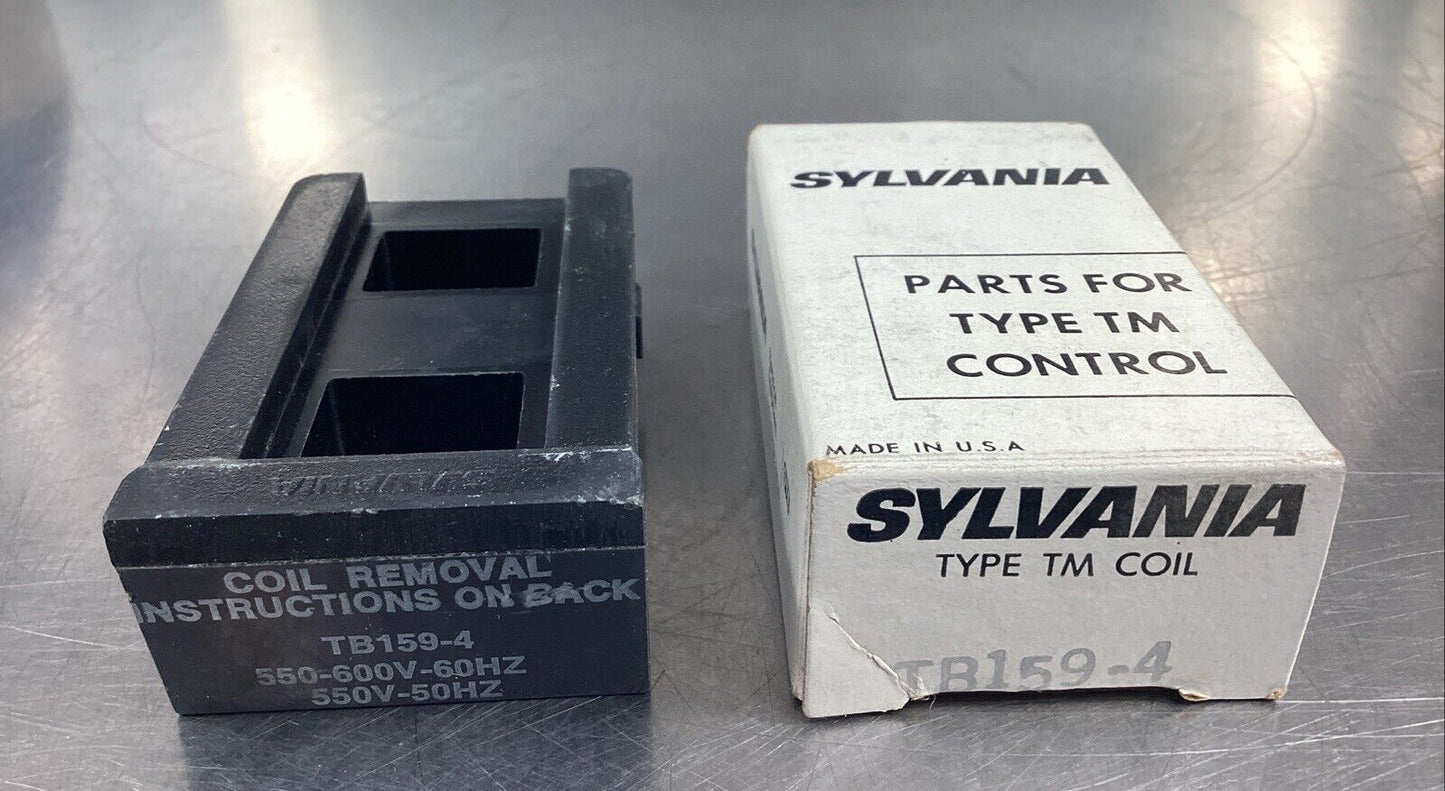 SYLVANIA
COIL REMOVAL
INSTRUCTIONS ON BACK
TB159-4
550-600V-60HZ
550V-50HZ
SYLVANIA
PARTS FOR
TYPE TM
CONTROL
MADE IN U.S.A
SYLVANIA
TYPE TM COIL
TB159-4